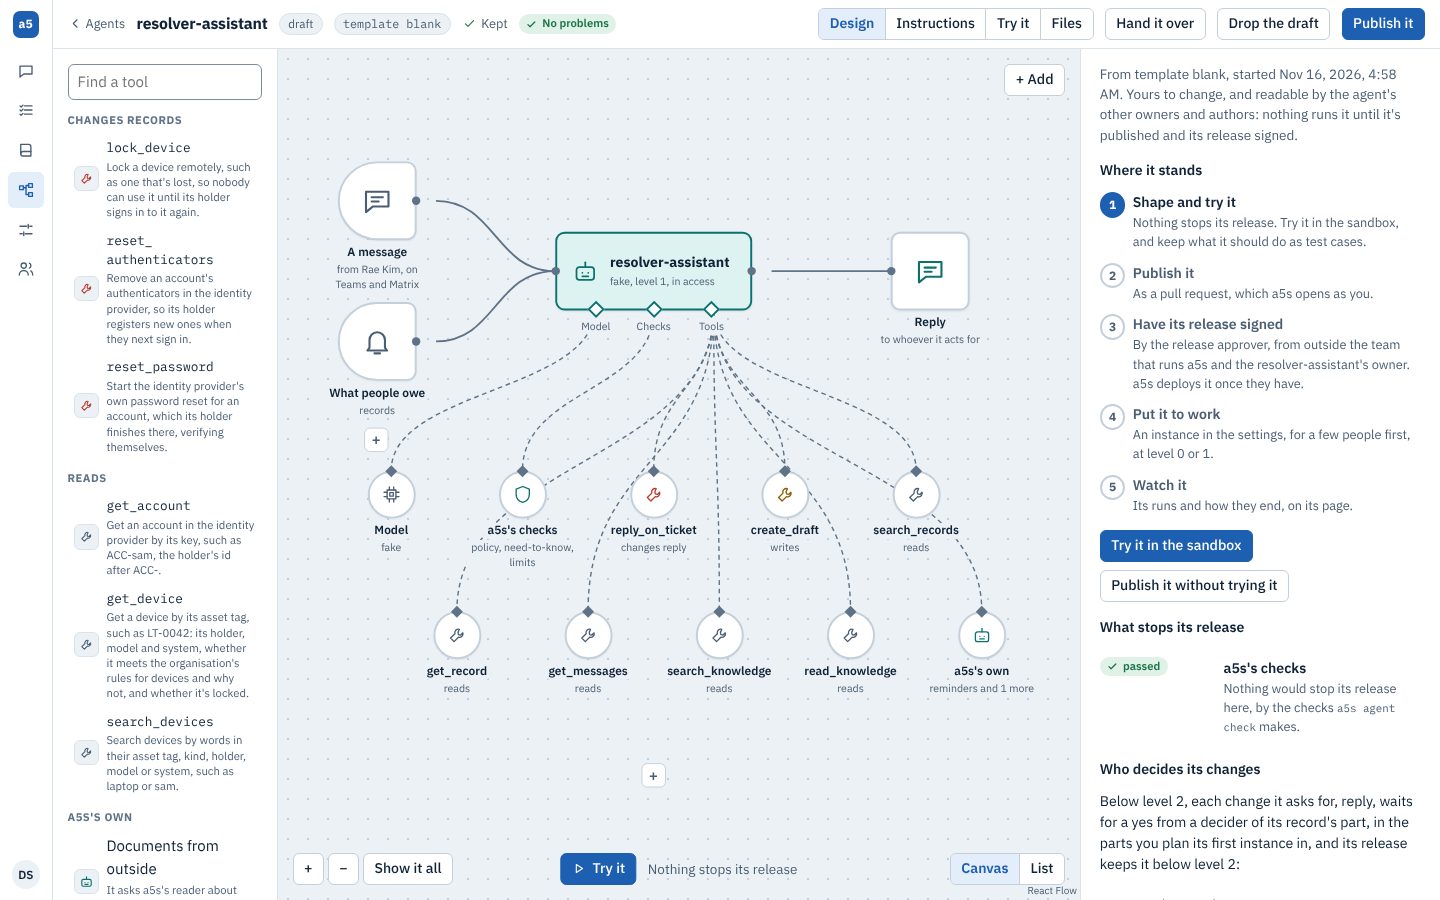 a5
Agents
resolver-assistant
draft
template blank
Kept
No problems
Design
Instructions
Try it
Files
Hand it over
Drop the draft
Publish it
Find a tool
CHANGES RECORDS
lock_device
Lock a device remotely, such
as one that's lost, so nobody
can use it until its holder
signs in to it again.
reset_
authenticators
Remove an account's
authenticators in the identity
provider, so its holder
registers new ones when
they next sign in.
reset_password
Start the identity provider's
own password reset for an
account, which its holder
finishes there, verifying
themselves.
READS
get_account
Get an account in the identity
provider by its key, such as
ACC-sam, the holder's id
after ACC-.
get_device
Get a device by its asset tag,
such as LT-0042: its holder,
model and system, whether
it meets the organisation's
rules for devices and why
not, and whether it's locked.
search_devices
Search devices by words in
their asset tag, kind, holder,
model or system, such as
laptop or sam.
A5S'S OWN
Documents from
outside
It asks a5s's reader about
DS
+ Add
A message
from Rae Kim, on
Teams and Matrix
What people owe
records
+
resolver-assistant
fake, level 1, in access
Model
Checks
Tools
Reply
to whoever it acts for
Model
fake
a5s's checks
policy, need-to-know,
limits
reply_on_ticket
changes reply
create_draft
writes
search_records
reads
get_record
reads
get_messages
reads
search_knowledge
reads
read_knowledge
reads
a5s's own
reminders and 1 more
+
+
−
Show it all
Try it
Nothing stops its release
Canvas
List
React Flow
From template blank, started Nov 16, 2026, 4:58
AM. Yours to change, and readable by the agent's
other owners and authors: nothing runs it until it's
published and its release signed.
Where it stands
1
Shape and try it
Nothing stops its release. Try it in the sandbox,
and keep what it should do as test cases.
2
Publish it
As a pull request, which a5s opens as you.
3
Have its release signed
By the release approver, from outside the team
that runs a5s and the resolver-assistant's owner.
a5s deploys it once they have.
4
Put it to work
An instance in the settings, for a few people first,
at level 0 or 1.
5
Watch it
Its runs and how they end, on its page.
Try it in the sandbox
Publish it without trying it
What stops its release
passed
a5s's checks
Nothing would stop its release
here, by the checks a5s agent
check makes.
Who decides its changes
Below level 2, each change it asks for, reply, waits
for a yes from a decider of its record's part, in the
parts you plan its first instance in, and its release
keeps it below level 2: